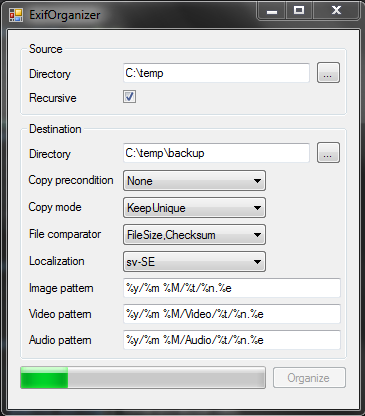 ExifOrganizer
Source
Directory C:\temp ...
Recursive
Destination
Directory C:\temp\backup ...
Copy precondition None
Copy mode KeepUnique
File comparator FileSize,Checksum
Localization sv-SE
Image pattern %y/%m %M/%t/%n.%e
Video pattern %y/%m %M/Video/%t/%n.%e
Audio pattern %y/%m %M/Audio/%t/%n.%e
Organize